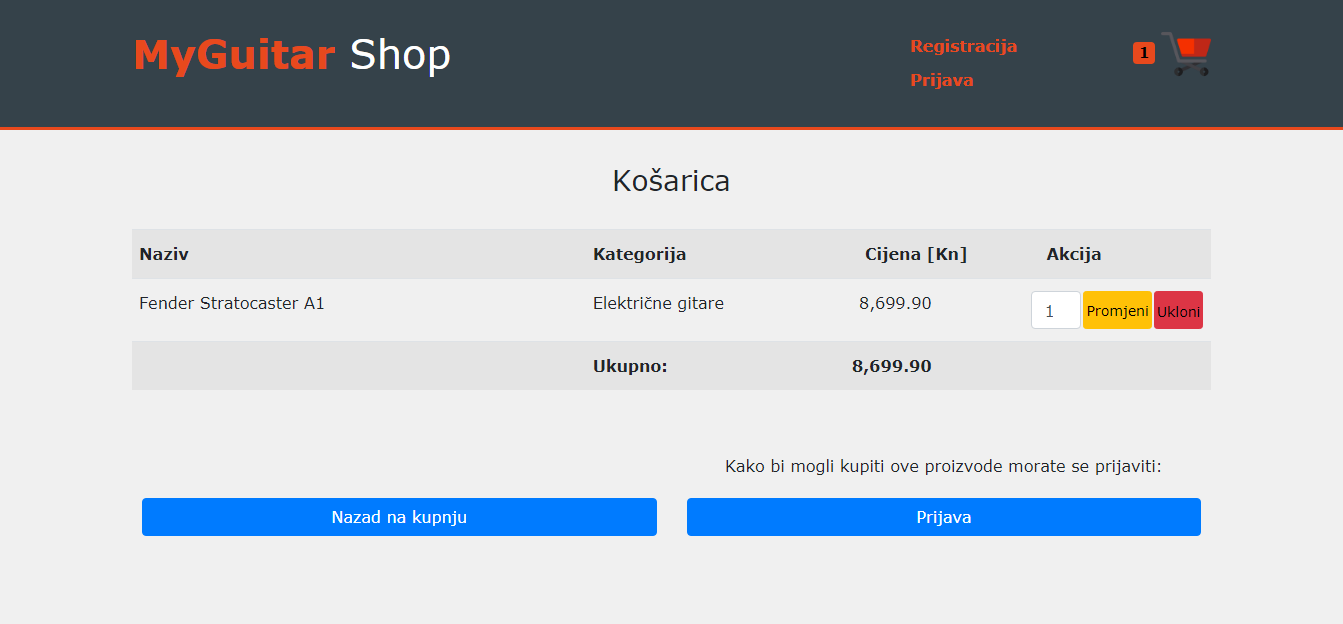 MyGuitar Shop
Registracija
Prijava
1
Košarica
Naziv Kategorija Cijena [Kn] Akcija
Fender Stratocaster A1 Električne gitare 8,699.90 1 Promjeni Ukloni
Ukupno: 8,699.90
Kako bi mogli kupiti ove proizvode morate se prijaviti:
Nazad na kupnju Prijava